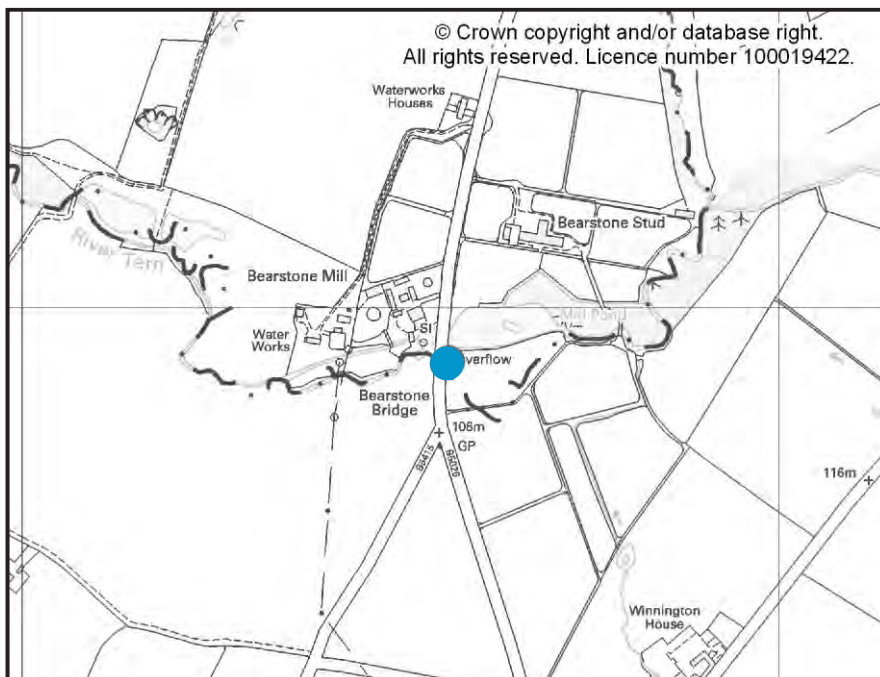 © Crown copyright and/or database right.
All rights reserved. Licence number 100019422.
Waterworks
Houses
Bearstone Stud
River Tern
Bearstone Mill
Mill Pond
SI
Water
Works
verflow
Bearstone
Bridge
106m
GP
B5415
B5026
116m
Winnington
House